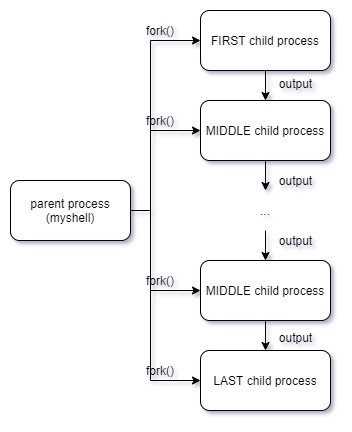 fork()
FIRST child process
output
fork()
MIDDLE child process
output
parent process
(myshell)
...
output
fork()
MIDDLE child process
output
fork()
LAST child process